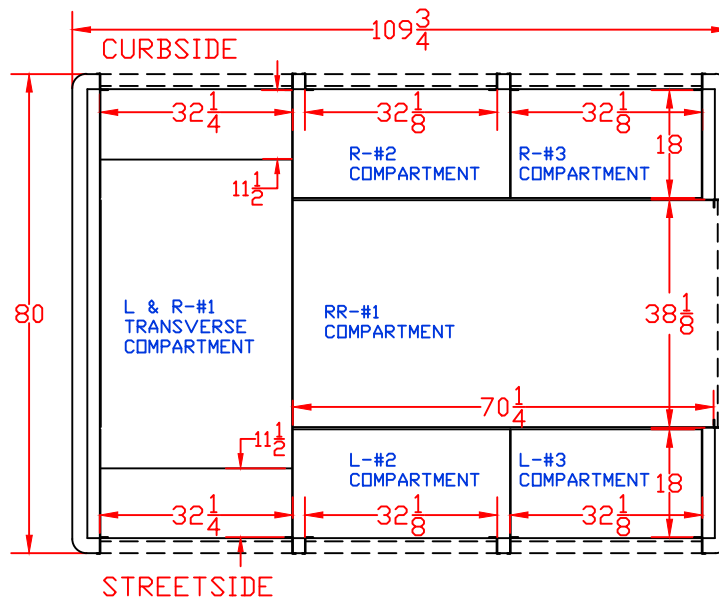 109 3/4
CURBSIDE
32 1/4
32 1/8
32 1/8
R-#2
COMPARTMENT
R-#3
COMPARTMENT
18
11 1/2
80
L & R-#1
TRANSVERSE
COMPARTMENT
RR-#1
COMPARTMENT
38 1/8
70 1/4
11 1/2
L-#2
COMPARTMENT
L-#3
COMPARTMENT
18
32 1/4
32 1/8
32 1/8
STREETSIDE